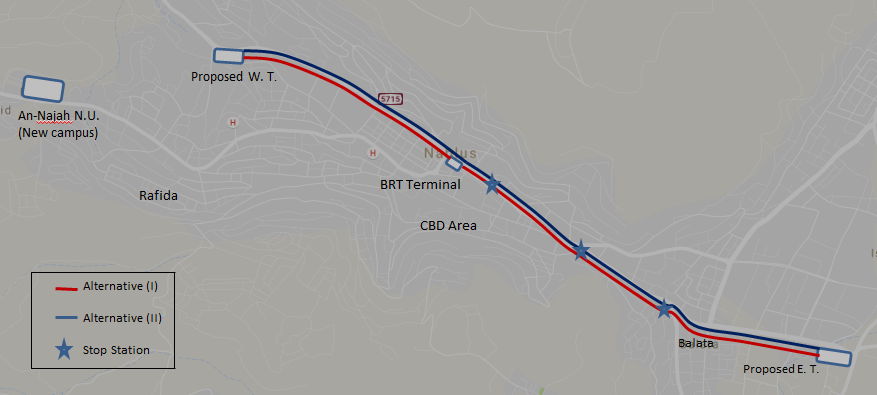 Proposed W. T.
5715
An-Najah N.U.
(New campus)
id
H
H
Nablus
BRT Terminal
Rafida
CBD Area
Alternative (I)
Alternative (II)
Stop Station
Balata
Proposed E. T.